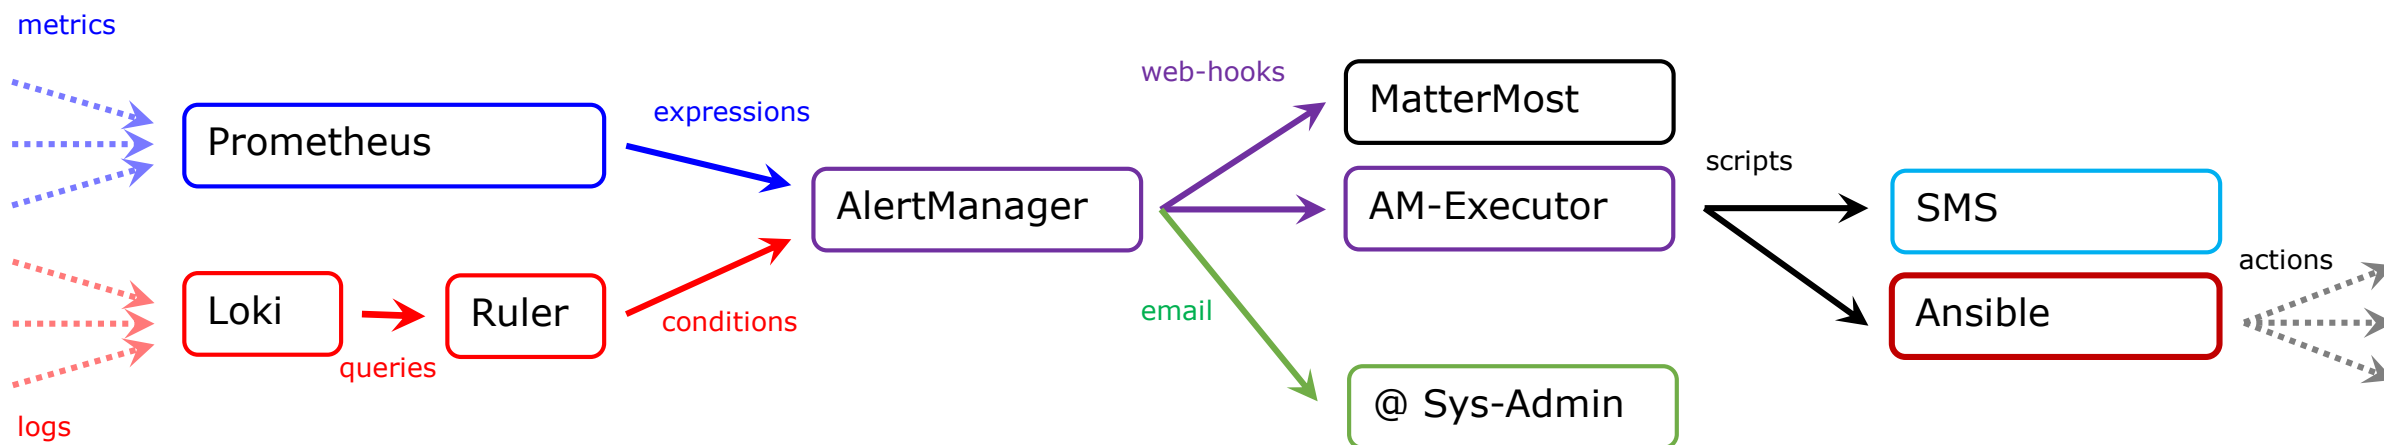 metrics
Prometheus
expressions
Loki
queries
Ruler
conditions
logs
AlertManager
web-hooks
email
MatterMost
AM-Executor
@ Sys-Admin
scripts
SMS
Ansible
actions